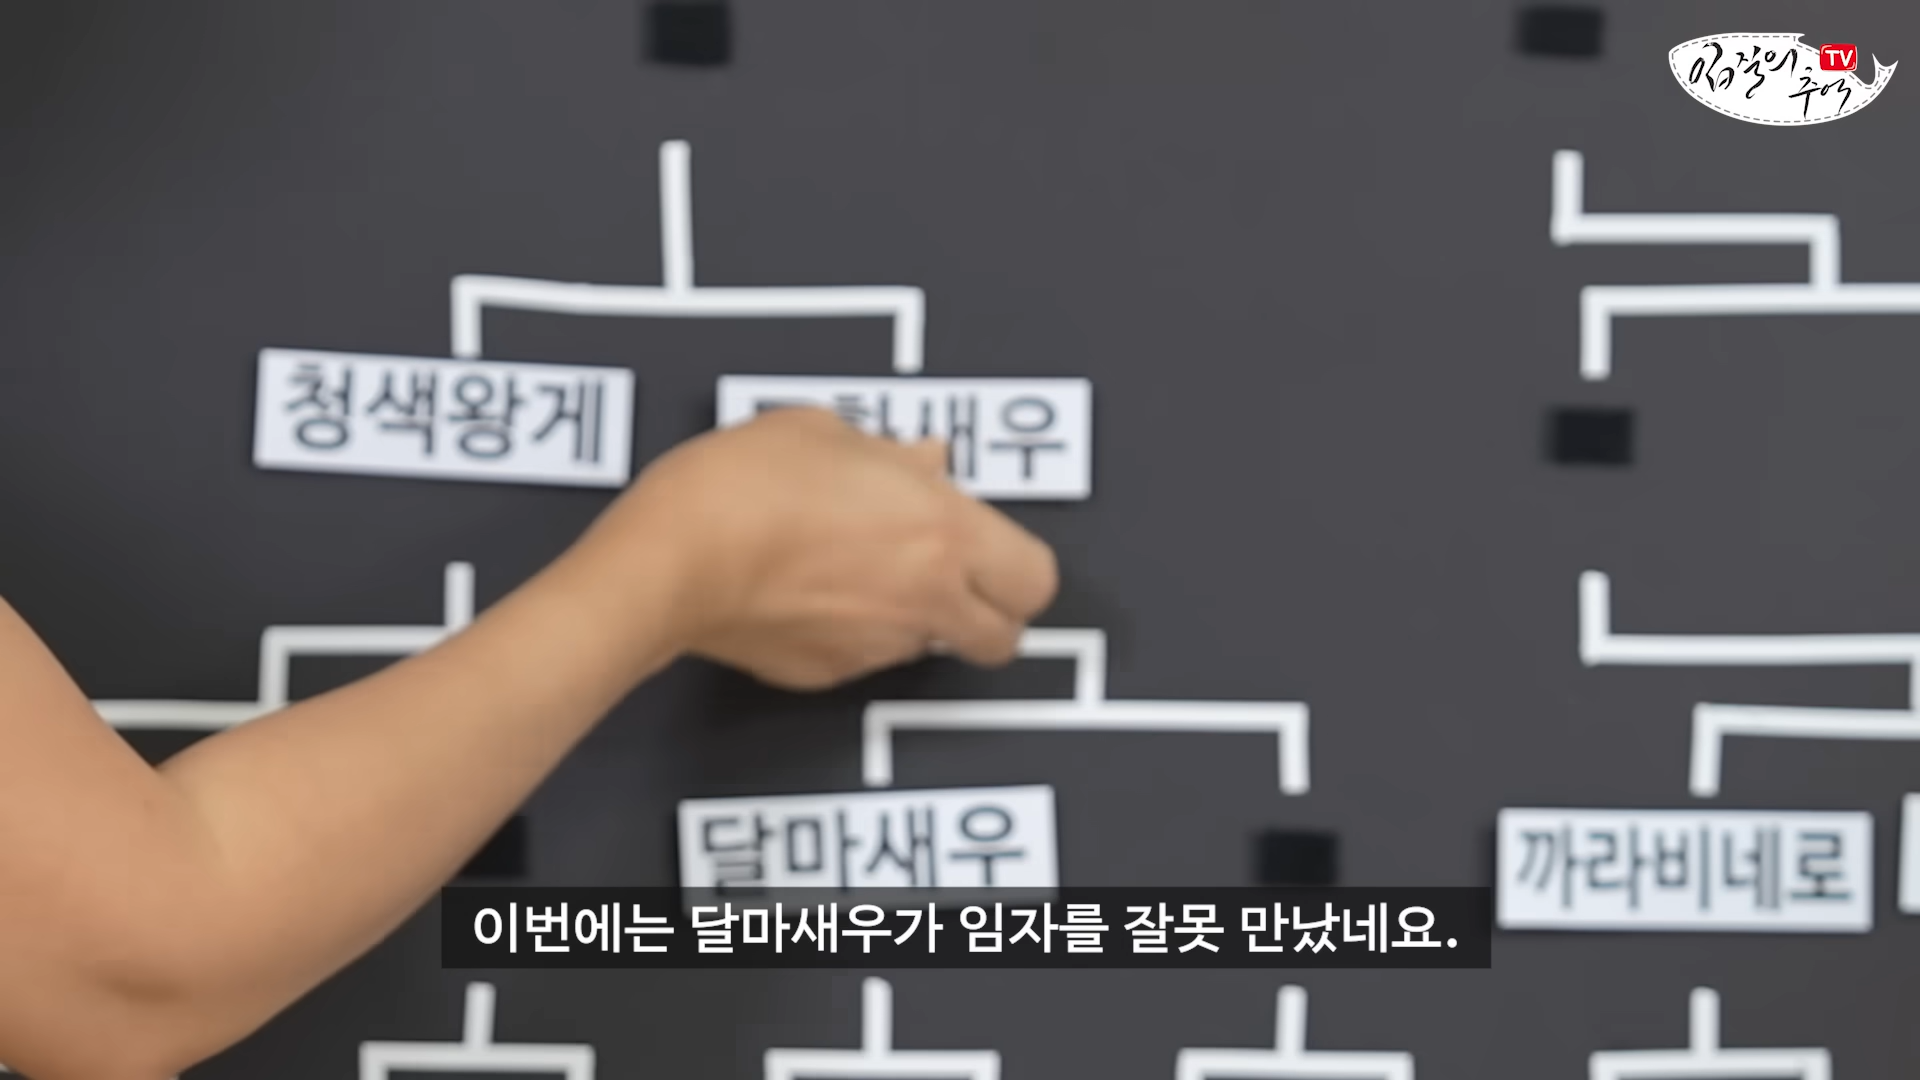 입질의 추억 TV
청색왕게
새우
달마새우
까라비네로
이번에는 달마새우가 임자를 잘못 만났네요.